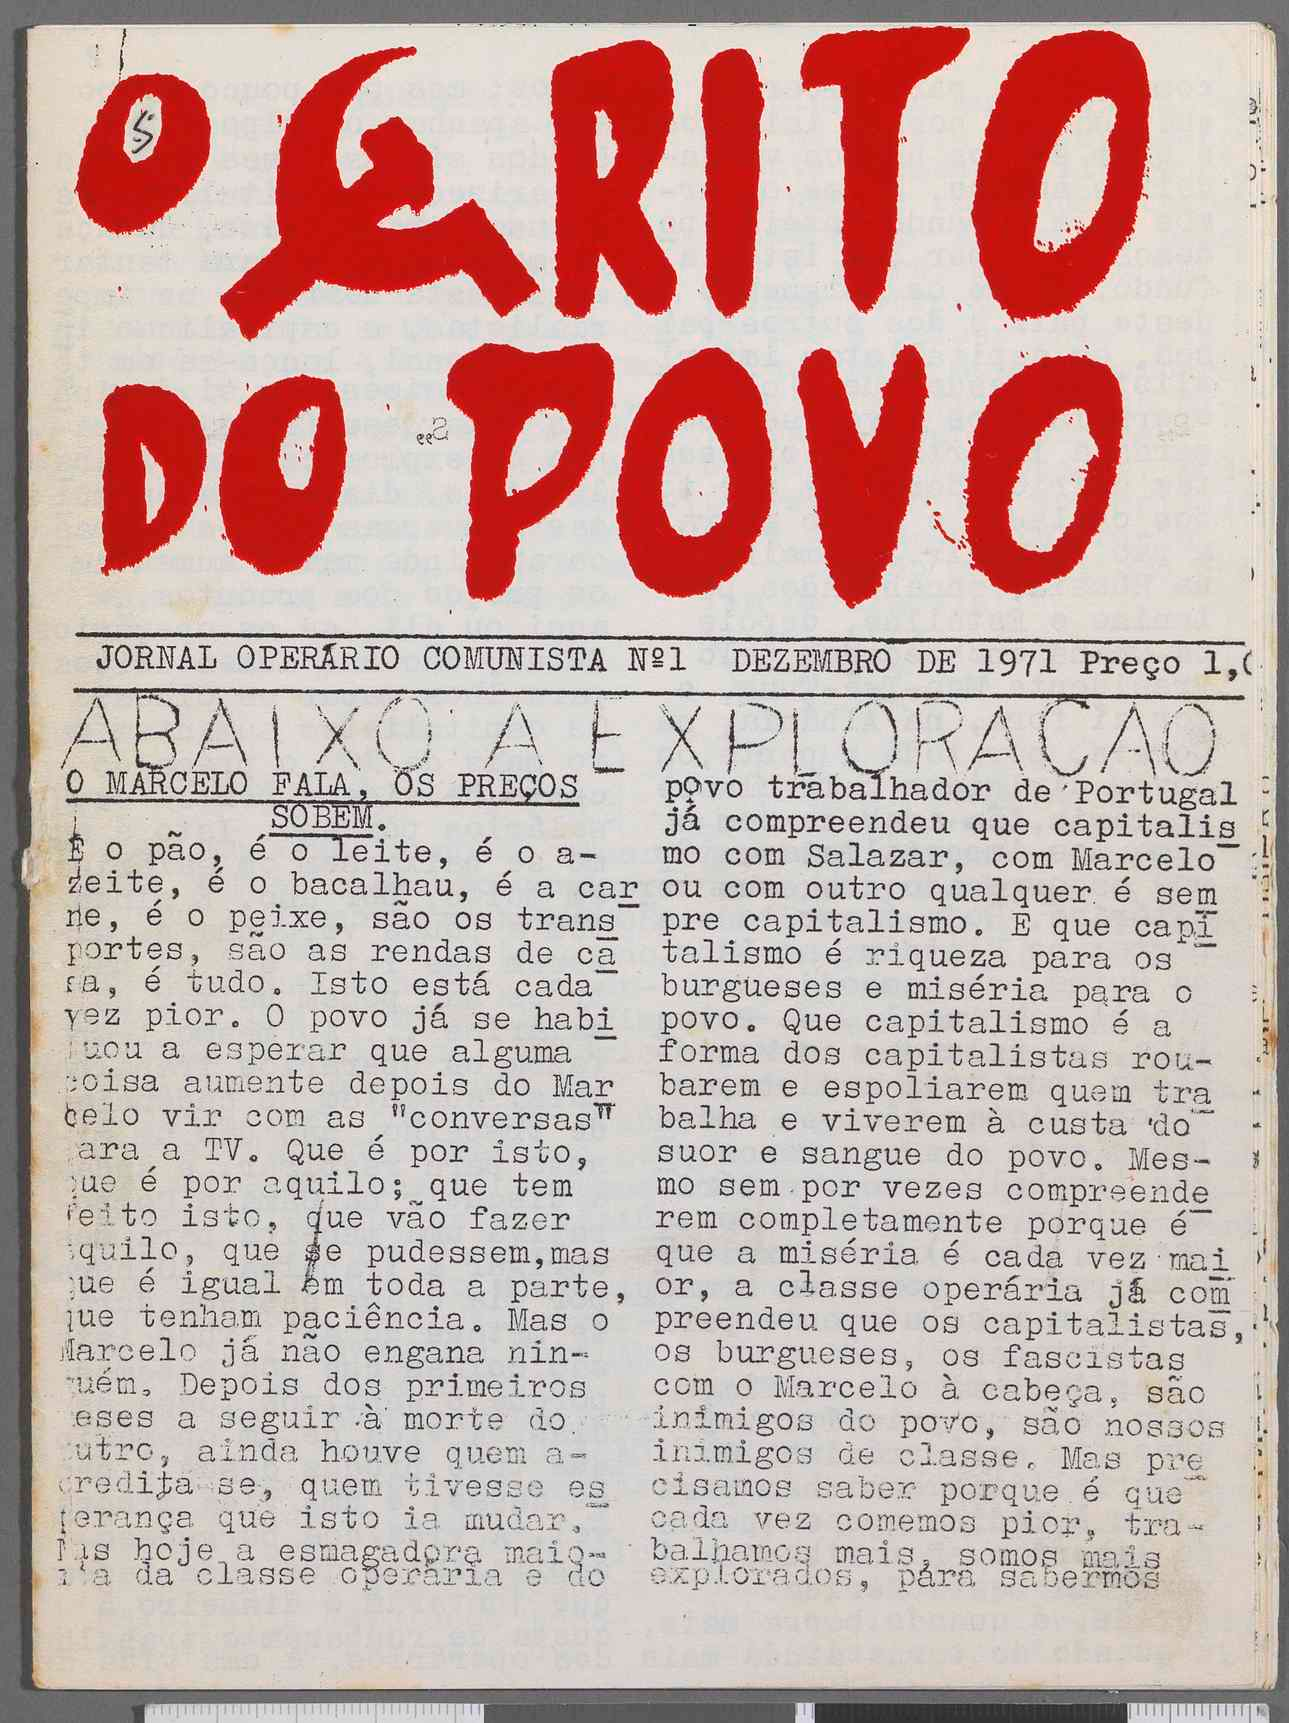 O GRITO
5
DO POVO
JORNAL OPERÁRIO COMUNISTA Nº1 DEZEMBRO DE 1971 Preço 1,
ABAIXO A EXPLORAÇAO
O MARCELO FALA, OS PREÇOS
SOBEM.
É o pão, é o leite, é o a-
zeite, é o bacalhau, é a car
ne, é o peixe, são os trans
portes, são as rendas de ca
sa, é tudo. Isto está cada
vez pior. O povo já se habi
tuou a esperar que alguma
coisa aumente depois do Mar
celo vir com as "conversas"
para a TV. Que é por isto,
que é por aquilo; que tem
feito isto, que vão fazer
aquilo, que se pudessem,mas
que é igual em toda a parte,
que tenham paciência. Mas o
Marcelo já não engana nin-
guém. Depois dos primeiros
meses a seguir à morte do
outro, ainda houve quem a-
credita se, quem tivesse es
perança que isto ia mudar.
Mas hoje a esmagadora maio-
ria da classe operária e do
povo trabalhador de Portugal
já compreendeu que capitalis
mo com Salazar, com Marcelo
ou com outro qualquer é sem
pre capitalismo. E que capi
talismo é riqueza para os
burgueses e miséria para o
povo. Que capitalismo é a
forma dos capitalistas rou-
barem e espoliarem quem tra
balha e viverem à custa do
suor e sangue do povo. Mes-
mo sem por vezes compreende
rem completamente porque é
que a miséria é cada vez mai
or, a classe operária já com
preendeu que os capitalistas,
os burgueses, os fascistas
com o Marcelo à cabeça, são
inimigos do povo, são nossos
inimigos de classe. Mas pre
cisamos saber porque é que
cada vez comemos pior, tra-
balhamos mais, somos mais
explorados, para sabermos